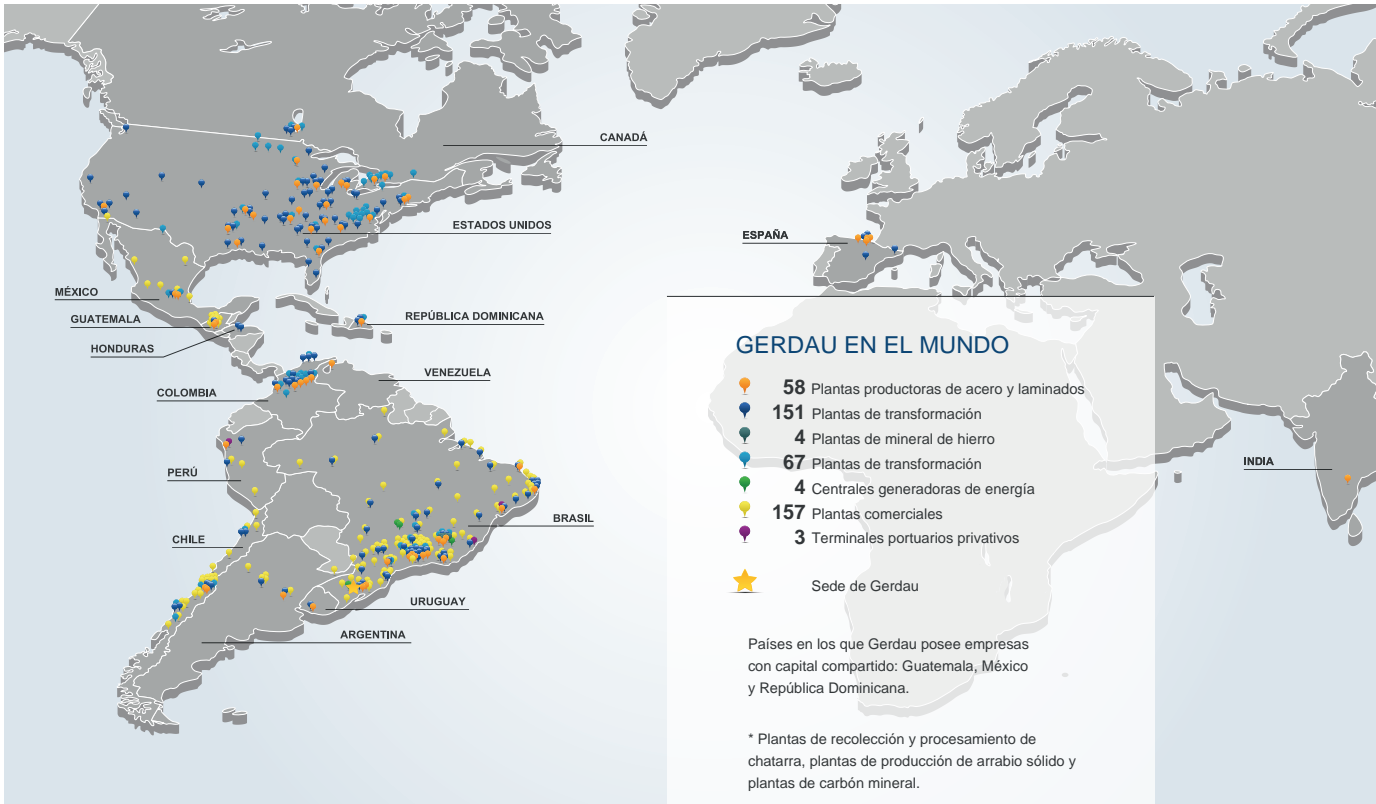 CANADÁ
ESTADOS UNIDOS
ESPAÑA
MÉXICO
GUATEMALA
REPÚBLICA DOMINICANA
HONDURAS
VENEZUELA
COLOMBIA
PERÚ
INDIA
BRASIL
CHILE
URUGUAY
ARGENTINA
GERDAU EN EL MUNDO
58 Plantas productoras de acero y laminados
151 Plantas de transformación
4 Plantas de mineral de hierro
67 Plantas de transformación
4 Centrales generadoras de energía
157 Plantas comerciales
3 Terminales portuarios privativos
Sede de Gerdau
Países en los que Gerdau posee empresas
con capital compartido: Guatemala, México
y República Dominicana.
* Plantas de recolección y procesamiento de
chatarra, plantas de producción de arrabio sólido y
plantas de carbón mineral.